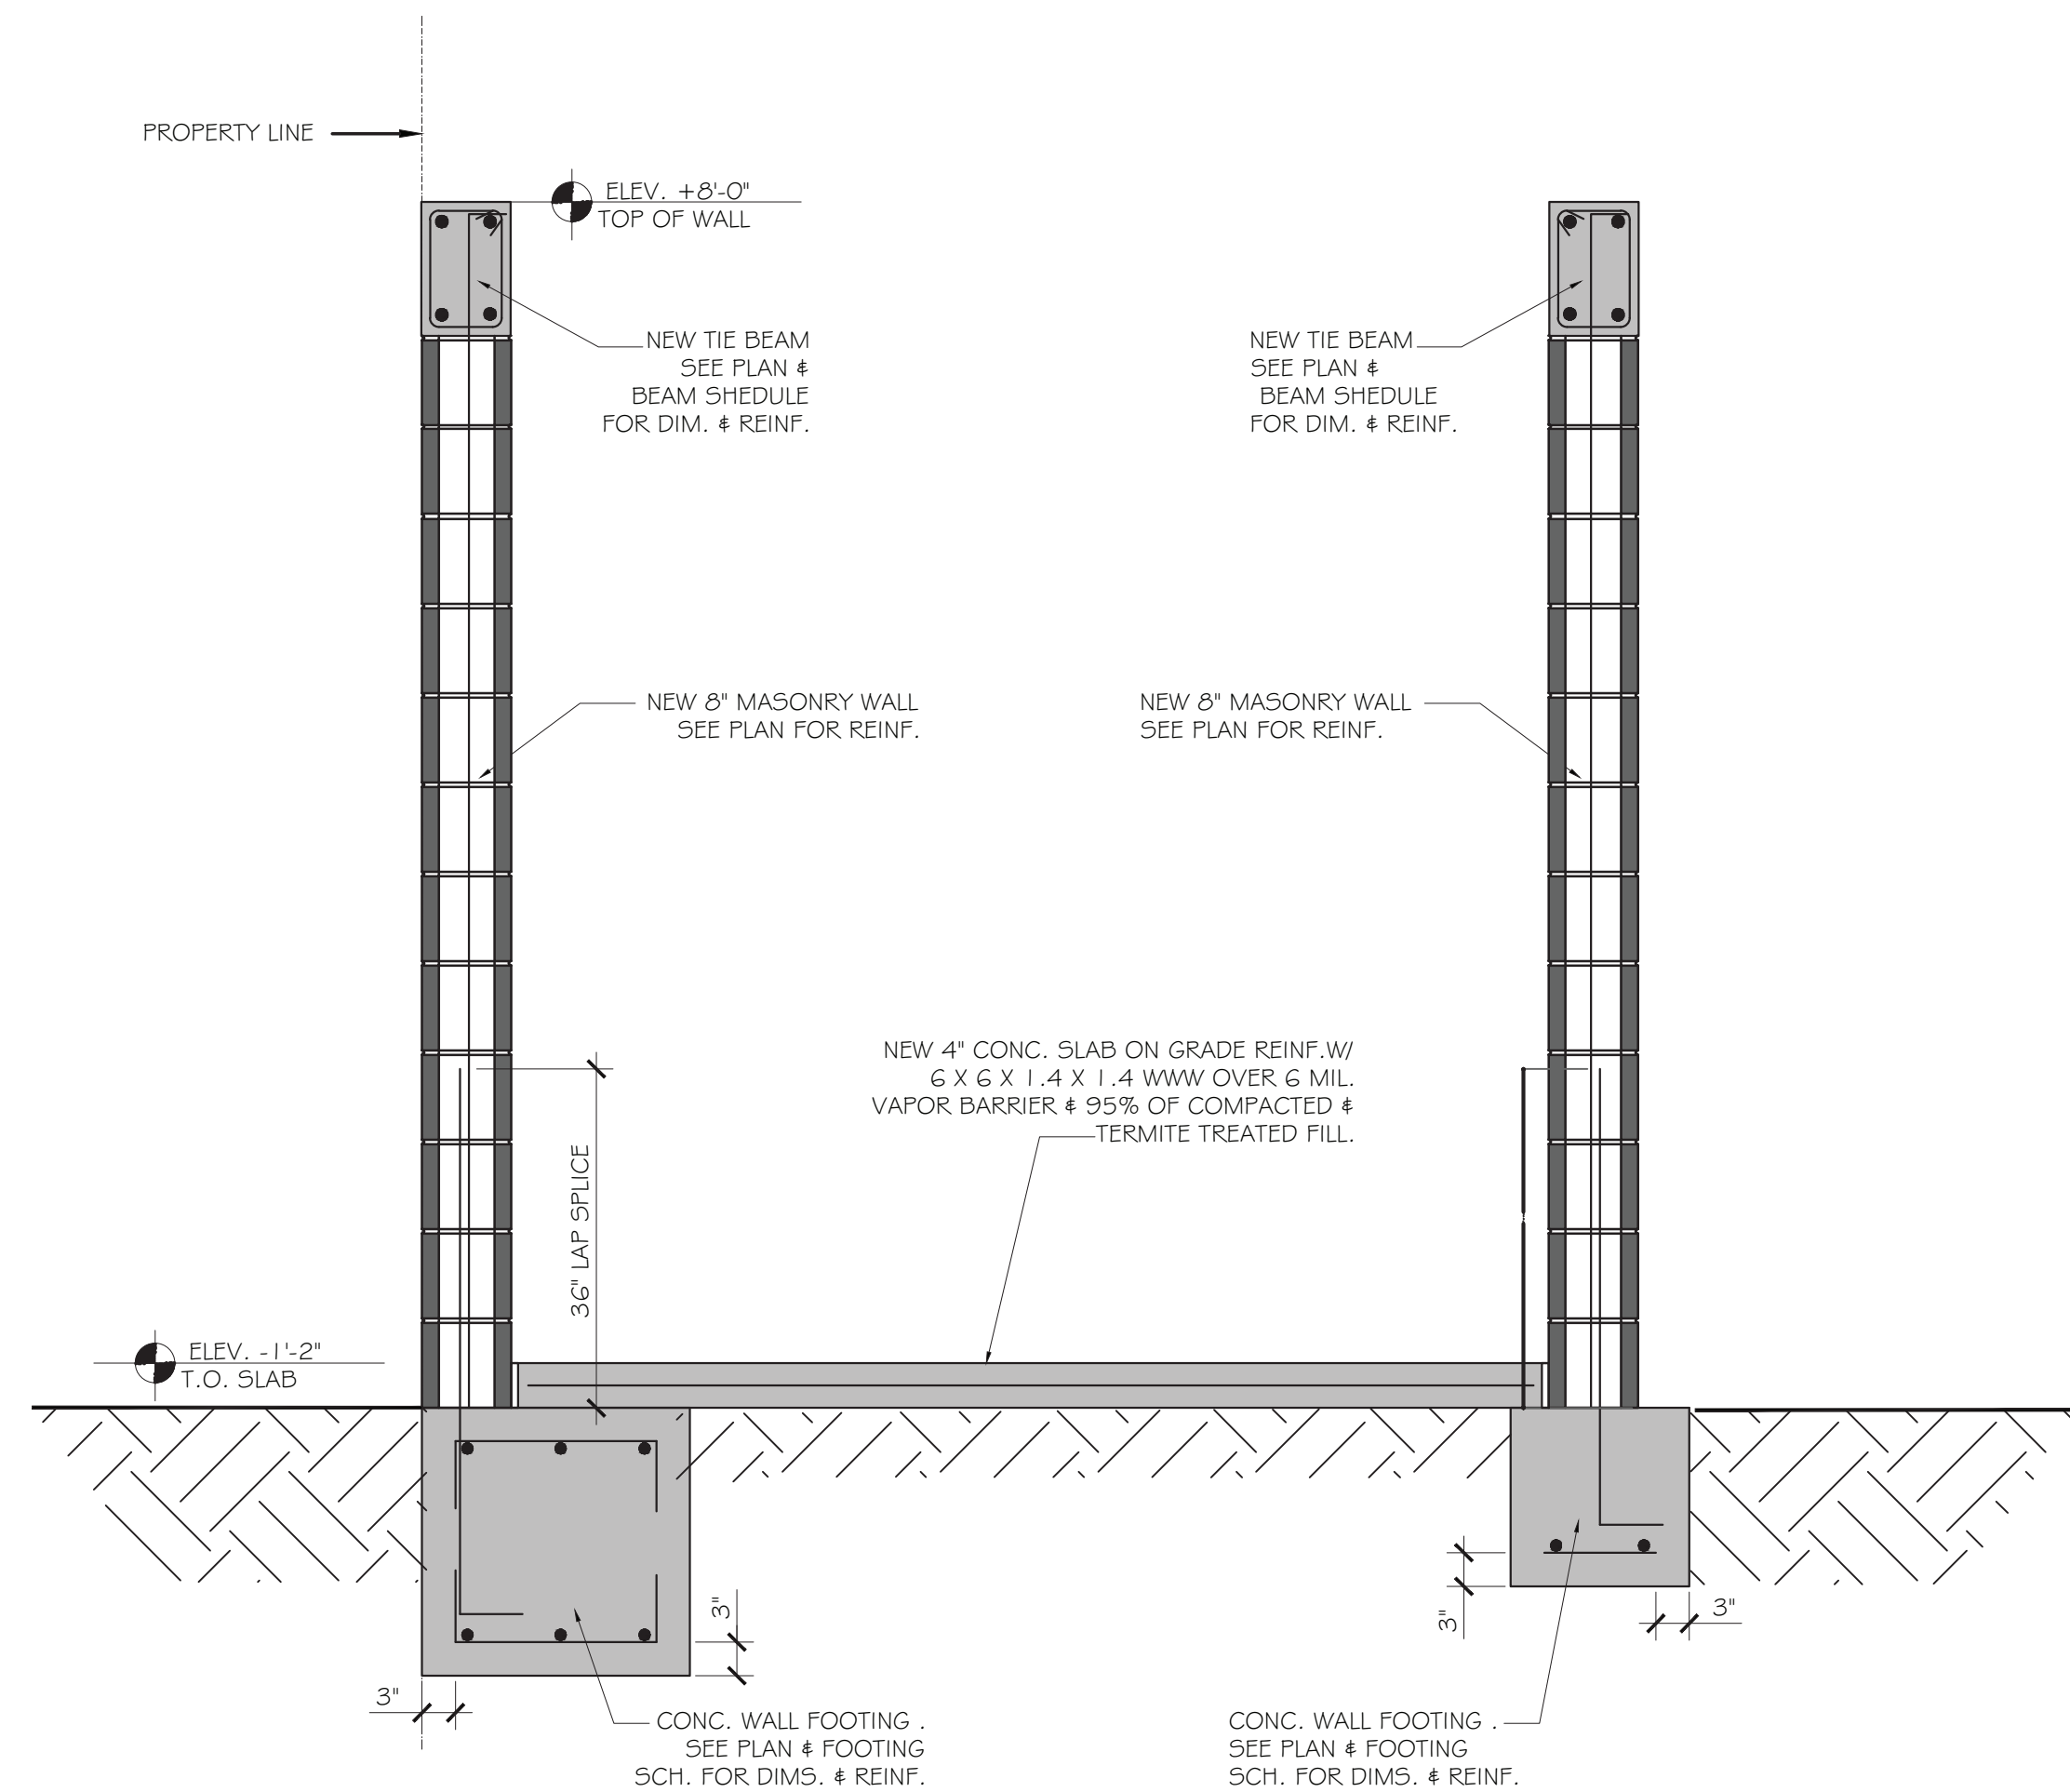 PROPERTY LINE
ELEV. +8'-0"
TOP OF WALL
NEW TIE BEAM
SEE PLAN &
BEAM SHEDULE
FOR DIM. & REINF.
NEW TIE BEAM
SEE PLAN &
BEAM SHEDULE
FOR DIM. & REINF.
NEW 8" MASONRY WALL
SEE PLAN FOR REINF.
NEW 8" MASONRY WALL
SEE PLAN FOR REINF.
NEW 4" CONC. SLAB ON GRADE REINF.W/
6 X 6 X 1.4 X 1.4 WWW OVER 6 MIL.
VAPOR BARRIER & 95% OF COMPACTED &
TERMITE TREATED FILL.
36" LAP SPLICE
ELEV. -1'-2"
T.O. SLAB
3"
3"
3"
3"
CONC. WALL FOOTING .
SEE PLAN & FOOTING
SCH. FOR DIMS. & REINF.
CONC. WALL FOOTING .
SEE PLAN & FOOTING
SCH. FOR DIMS. & REINF.